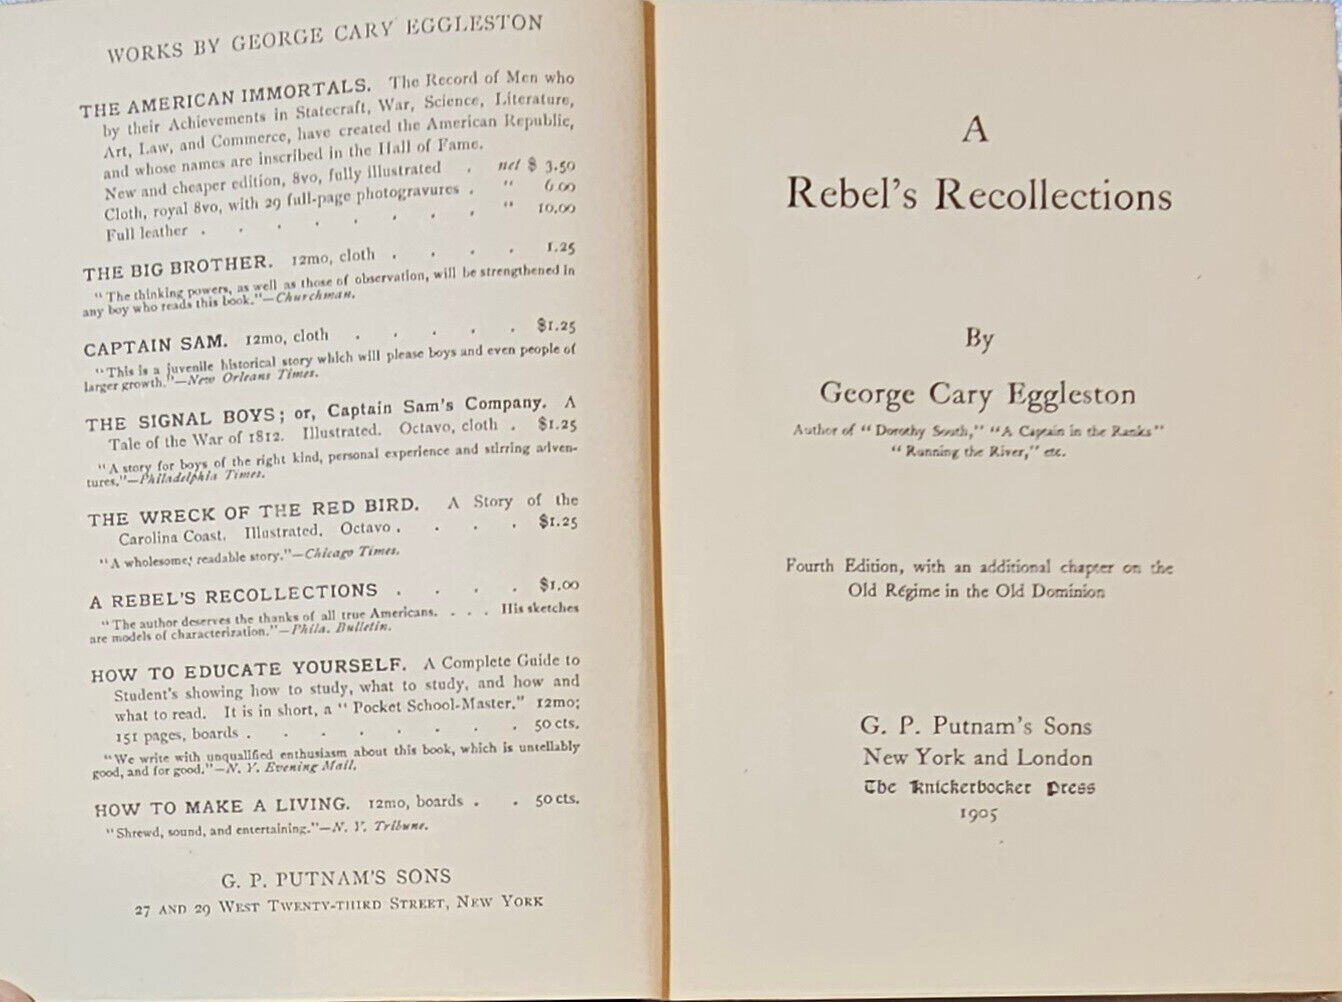 WORKS BY GEORGE CARY EGGLESTON
THE AMERICAN IMMORTALS. The Record of Men who
by their Achievements in Statecraft, War, Science, Literature,
Art, Law, and Commerce, have created the American Republic,
and whose names are inscribed in the Hall of Fame.
New and cheaper edition, 8vo, fully illustrated . net $ 3.50
Cloth, royal 8vo, with 29 full-page photogravures . " 6.00
Full leather . . . . . . . . " 10.00
THE BIG BROTHER. 12mo, cloth . . . . 1.25
"The thinking powers, as well as those of observation, will be strengthened in
any boy who reads this book."—Churchman.
CAPTAIN SAM. 12mo, cloth . . . . . $1.25
"This is a juvenile historical story which will please boys and even people of
larger growth."—New Orleans Times.
THE SIGNAL BOYS; or, Captain Sam's Company. A
Tale of the War of 1812. Illustrated. Octavo, cloth . $1.25
"A story for boys of the right kind, personal experience and stirring adven-
tures."—Philadelphia Times.
THE WRECK OF THE RED BIRD. A Story of the
Carolina Coast. Illustrated. Octavo . . . . $1.25
"A wholesome, readable story."—Chicago Times.
A REBEL'S RECOLLECTIONS . . . . $1.00
"The author deserves the thanks of all true Americans. . . . His sketches
are models of characterization."—Phila. Bulletin.
HOW TO EDUCATE YOURSELF. A Complete Guide to
Student's showing how to study, what to study, and how and
what to read. It is in short, a "Pocket School-Master." 12mo;
151 pages, boards . . . . . . . . 50 cts.
"We write with unqualified enthusiasm about this book, which is untellably
good, and for good."—N. Y. Evening Mail.
HOW TO MAKE A LIVING. 12mo, boards . . 50 cts.
"Shrewd, sound, and entertaining."—N. Y. Tribune.
G. P. PUTNAM'S SONS
27 AND 29 WEST TWENTY-THIRD STREET, NEW YORK
A
Rebel's Recollections
By
George Cary Eggleston
Author of "Dorothy South," "A Captain in the Ranks"
"Running the River," etc.
Fourth Edition, with an additional chapter on the
Old Régime in the Old Dominion
G. P. Putnam's Sons
New York and London
The Knickerbocker Press
1905